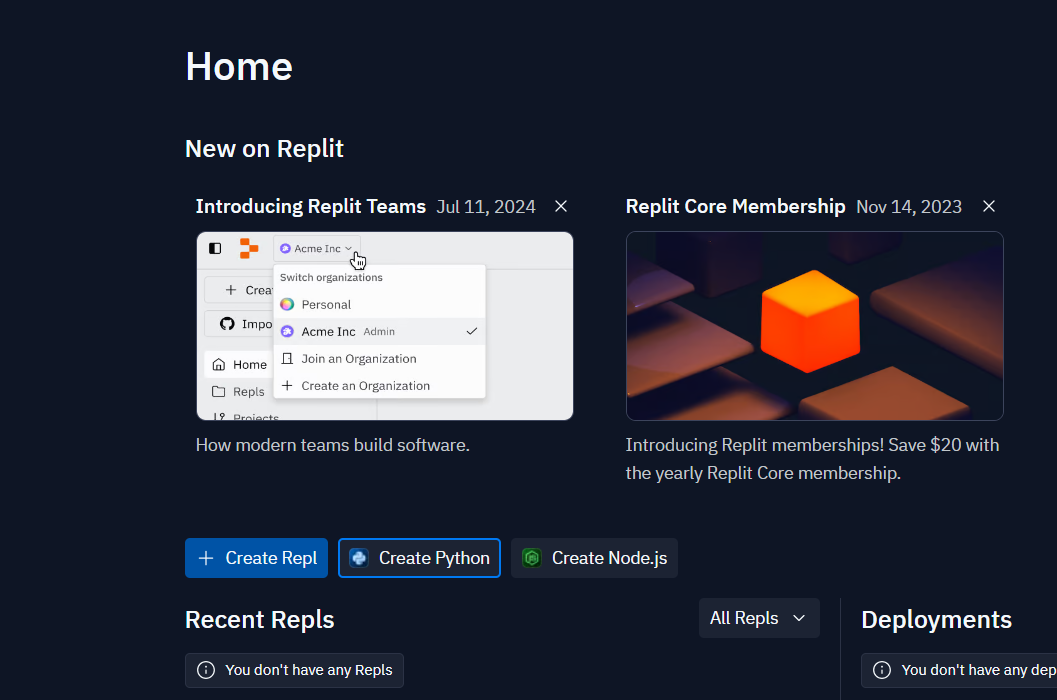 Home
New on Replit
Introducing Replit Teams Jul 11, 2024
Acme Inc
Switch organizations
Personal
Acme Inc Admin
Join an Organization
Create an Organization
Crea
Impo
Home
Repls
Projects
How modern teams build software.
Replit Core Membership Nov 14, 2023
Introducing Replit memberships! Save $20 with
the yearly Replit Core membership.
Create Repl
Create Python
Create Node.js
Recent Repls
All Repls
You don't have any Repls
Deployments
You don't have any dep